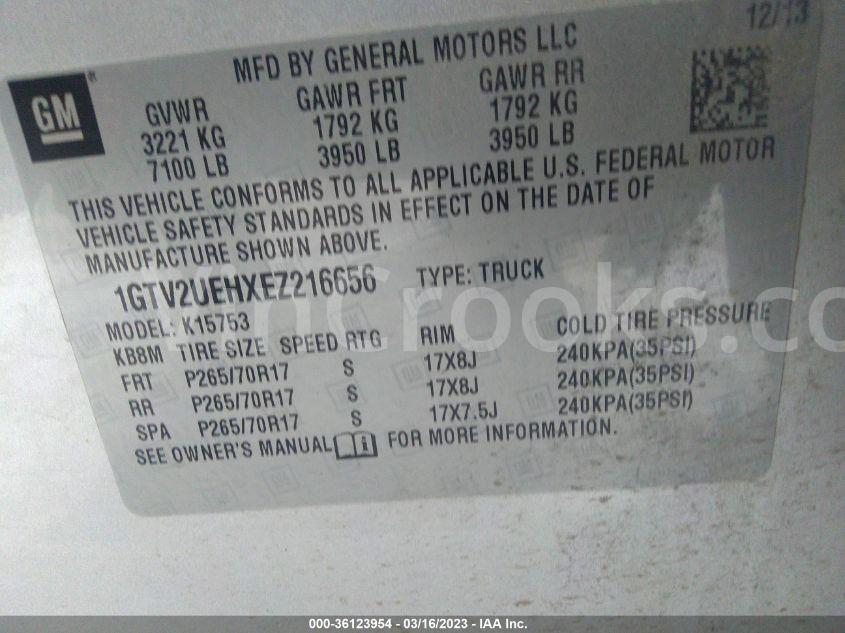 12/13
MFD BY GENERAL MOTORS LLC
GM®
GVWR GAWR FRT GAWR RR
3221 KG 1792 KG 1792 KG
7100 LB 3950 LB 3950 LB
THIS VEHICLE CONFORMS TO ALL APPLICABLE U.S. FEDERAL MOTOR
VEHICLE SAFETY STANDARDS IN EFFECT ON THE DATE OF
MANUFACTURE SHOWN ABOVE.
1GTV2UEHXEZ216656 TYPE: TRUCK
VinCrooks.Com
MODEL: K15753
KB8M TIRE SIZE SPEED RTG RIM COLD TIRE PRESSURE
FRT P265/70R17 S 17X8J 240KPA(35PSI)
RR P265/70R17 S 17X8J 240KPA(35PSI)
SPA P265/70R17 S 17X7.5J 240KPA(35PSI)
SEE OWNER'S MANUAL i FOR MORE INFORMATION.
000-36123954 - 03/16/2023 - IAA Inc.